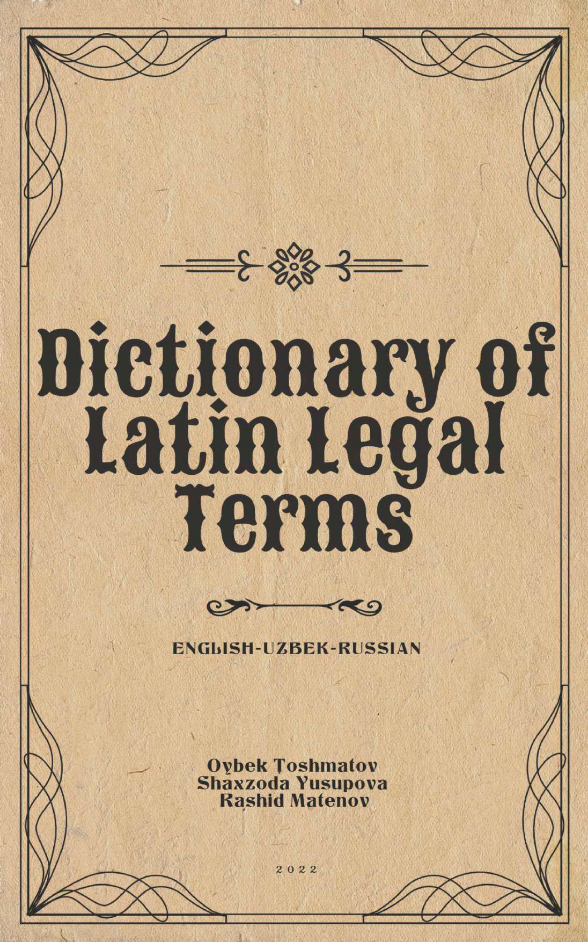 Dictionary of
Latin Legal
Terms
ENGLISH-UZBEK-RUSSIAN
Oybek Toshmatov
Shaxzoda Yusupova
Rashid Matenov
2022